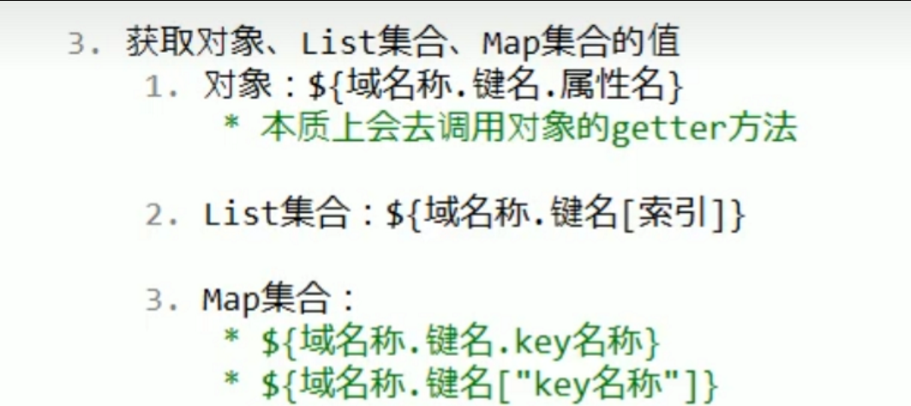 3. 获取对象、List集合、Map集合的值
1. 对象：${域名称.键名.属性名}
* 本质上会去调用对象的getter方法
2. List集合：${域名称.键名[索引]}
3. Map集合：
* ${域名称.键名.key名称}
* ${域名称.键名["key名称"]}